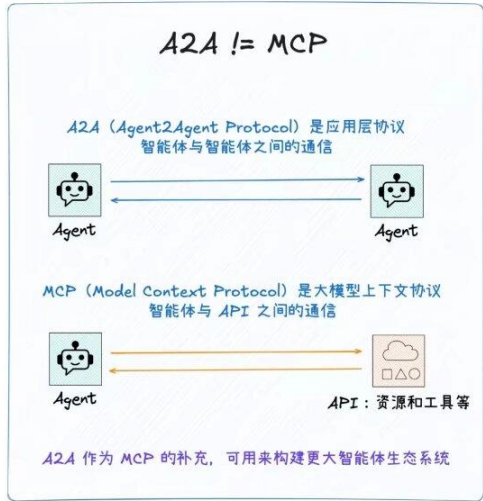 A2A != MCP
A2A（Agent2Agent Protocol）是应用层协议
智能体与智能体之间的通信
Agent
Agent
MCP（Model Context Protocol）是大模型上下文协议
智能体与 API 之间的通信
Agent
API：资源和工具等
A2A 作为 MCP 的补充，可用来构建更大智能体生态系统